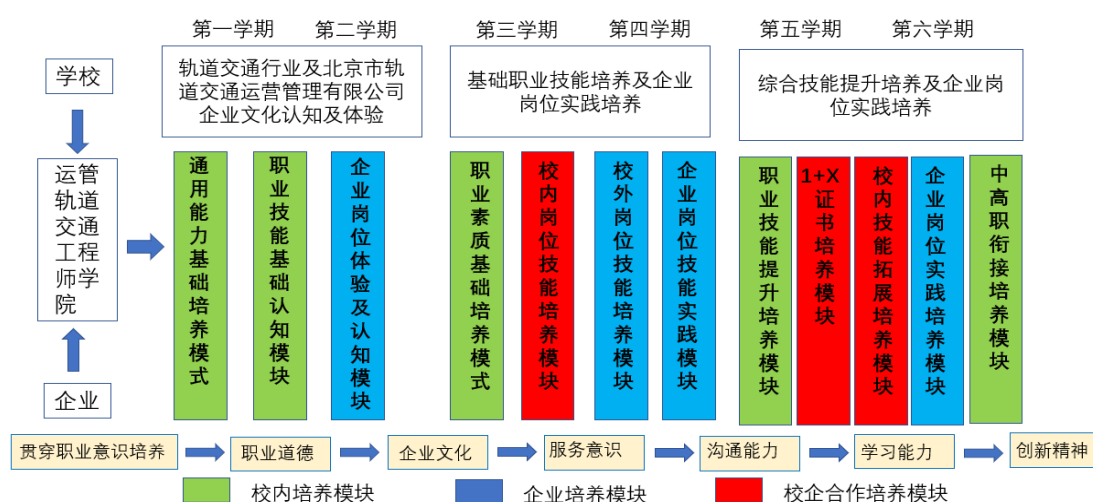 第一学期
第二学期
第三学期
第四学期
第五学期
第六学期
学校
轨道交通行业及北京市轨
道交通运营管理有限公司
企业文化认知及体验
基础职业技能培养及企业
岗位实践培养
综合技能提升培养及企业岗
位实践培养
运管
轨道
交通
工程
师学
院
企业
通用能力基础培养模式
职业技能基础认知模块
企业岗位体验及认知模块
职业素质基础培养模式
校内岗位技能培养模块
校外岗位技能培养模块
企业岗位技能实践模块
职业技能提升培养模块
1+X证书培养模块
校内技能拓展培养模块
企业岗位实践培养模块
中高职衔接培养模块
贯穿职业意识培养
职业道德
企业文化
服务意识
沟通能力
学习能力
创新精神
校内培养模块
企业培养模块
校企合作培养模块